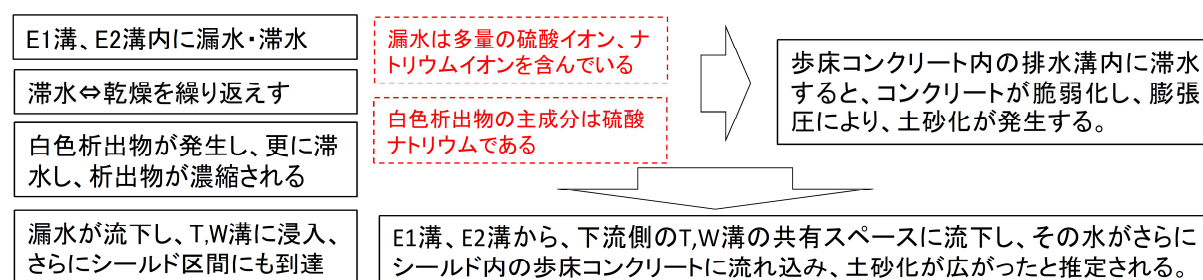 E1溝、E2溝内に漏水・滞水
滞水⇔乾燥を繰り返えす
白色析出物が発生し、更に滞
水し、析出物が濃縮される
漏水が流下し、T,W溝に浸入、
さらにシールド区間にも到達
漏水は多量の硫酸イオン、ナ
トリウムイオンを含んでいる
白色析出物の主成分は硫酸
ナトリウムである
歩床コンクリート内の排水溝内に滞水
すると、コンクリートが脆弱化し、膨張
圧により、土砂化が発生する。
E1溝、E2溝から、下流側のT,W溝の共有スペースに流下し、その水がさらに
シールド内の歩床コンクリートに流れ込み、土砂化が広がったと推定される。